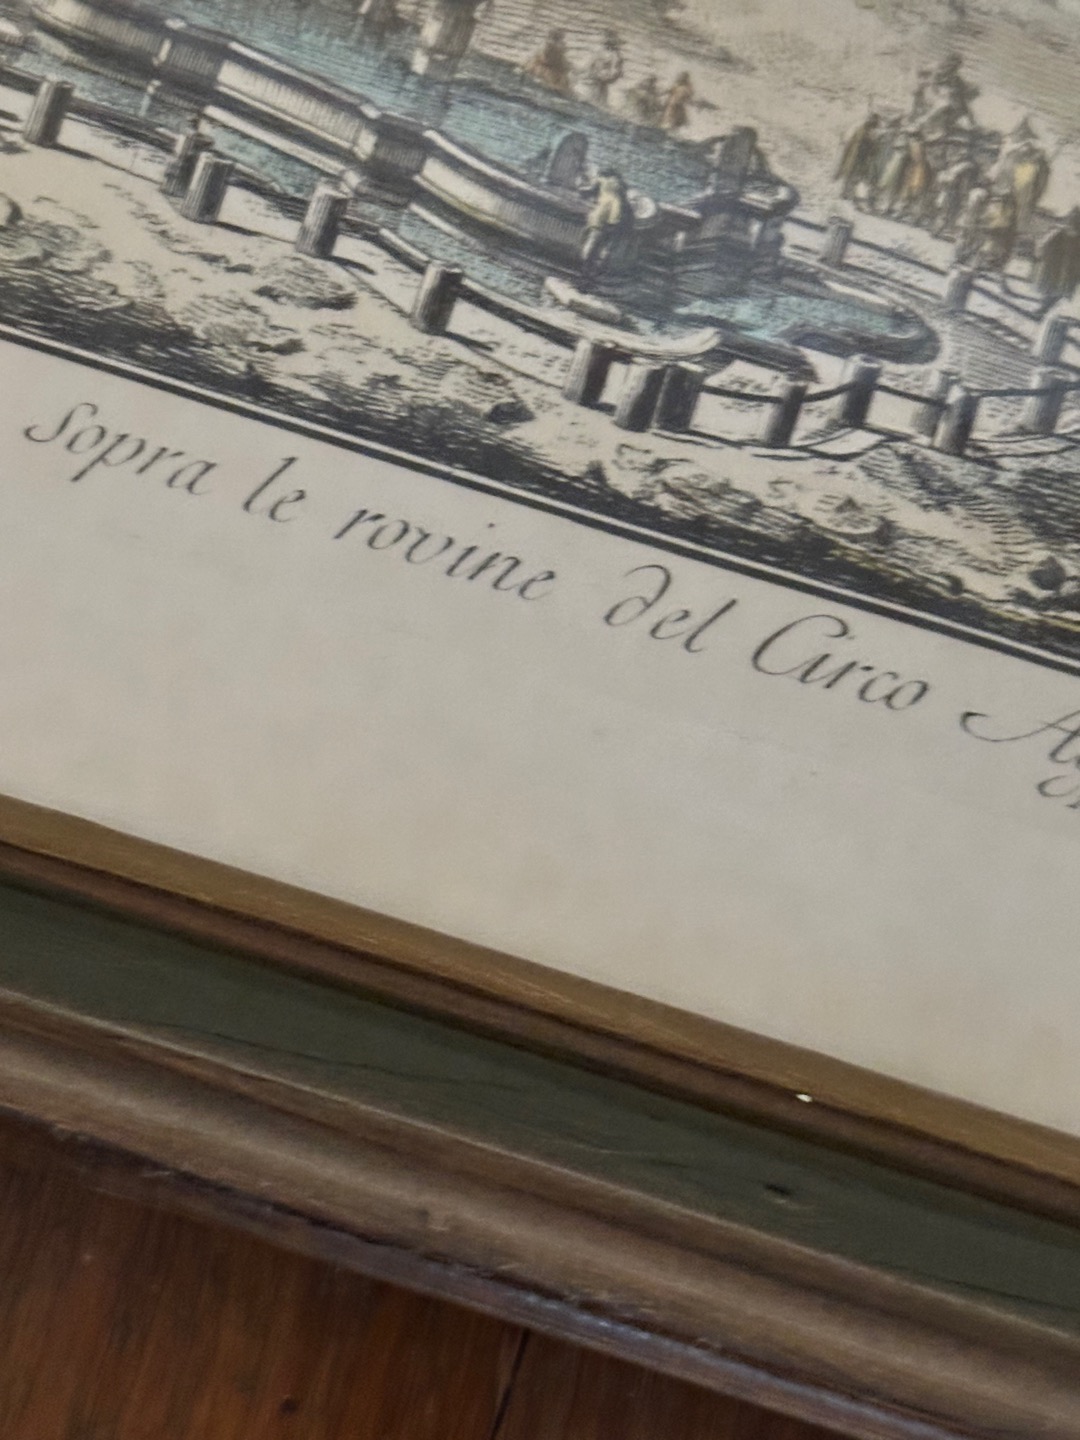 Sopra le rovine del Circo